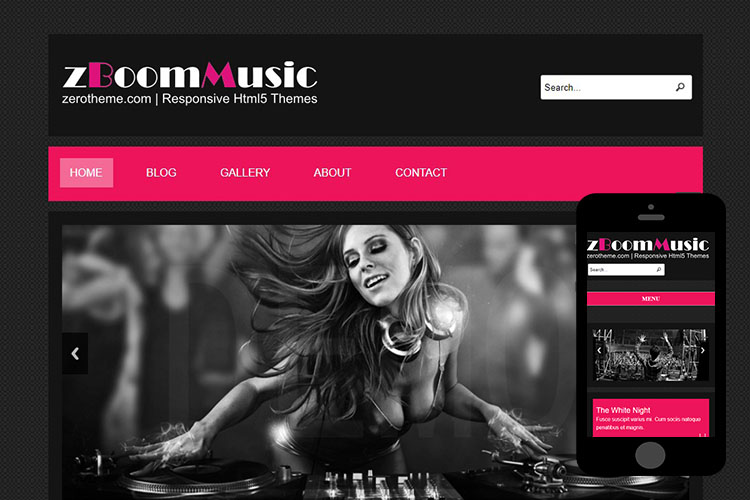 zBoomMusic
zerotheme.com | Responsive Html5 Themes
Search...
HOME BLOG GALLERY ABOUT CONTACT
zBoomMusic
zerotheme.com | Responsive Html5 Themes
Search...
MENU
The White Night
Fusce suscipit varius mi. Cum sociis natoque
penatibus et magnis.